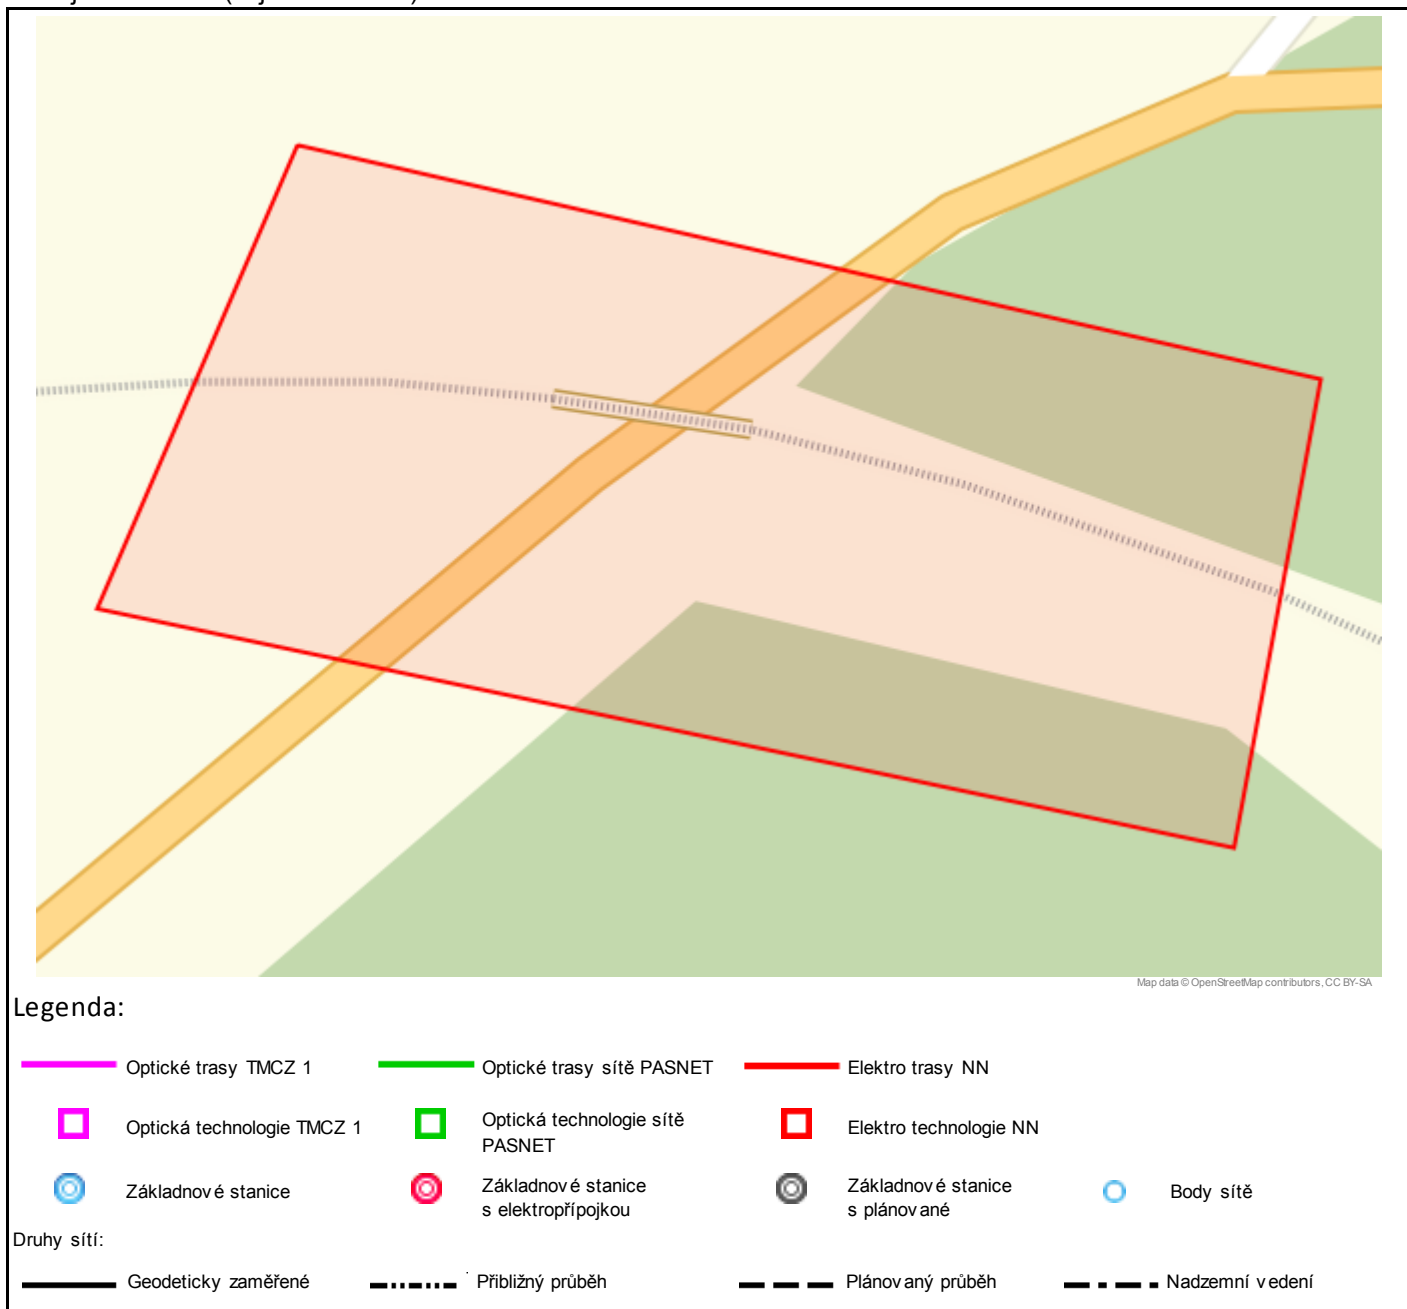 Map data © OpenStreetMap contributors, CC BY-SA
Legenda:
Optické trasy TMCZ 1
Optické trasy sítě PASNET
Elektro trasy NN
Optická technologie TMCZ 1
Optická technologie sítě
PASNET
Elektro technologie NN
Základnové stanice
Základnové stanice
s elektropřípojkou
Základnové stanice
s plánované
Body sítě
Druhy sítí:
Geodeticky zaměřené
Přibližný průběh
Plánovaný průběh
Nadzemní vedení